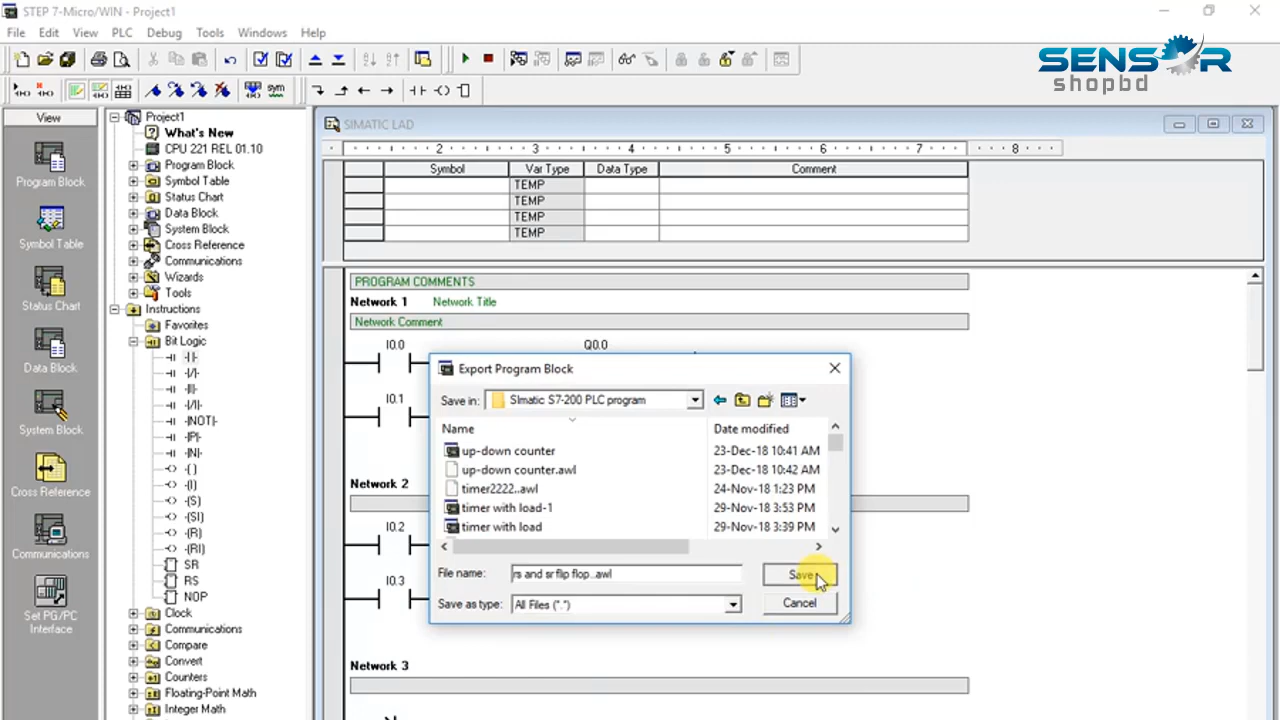 STEP 7-Micro/WIN - Project1
File Edit View PLC Debug Tools Windows Help
SENSOR
shopbd
sym
View
Program Block
Symbol Table
Status Chart
Data Block
System Block
Cross Reference
Communications
Set PG/PC
Interface
Project1
What's New
CPU 221 REL 01.10
Program Block
Symbol Table
Status Chart
Data Block
System Block
Cross Reference
Communications
Wizards
Tools
Instructions
Favorites
Bit Logic
-| |-
-|/|-
-|I|-
-|/I|-
-|NOT|-
-|P|-
-|N|-
-( )
-(I)
-(S)
-(SI)
-(R)
-(RI)
SR
RS
NOP
Clock
Communications
Compare
Convert
Counters
Floating-Point Math
Integer Math
SIMATIC LAD
2 3 4 5 6 7 8
Symbol Var Type Data Type Comment
TEMP
TEMP
TEMP
TEMP
PROGRAM COMMENTS
Network 1 Network Title
Network Comment
I0.0 Q0.0
I0.1
Network 2
I0.2
I0.3
Network 3
Export Program Block
Save in: SImatic S7-200 PLC program
Name Date modified
up-down counter 23-Dec-18 10:41 AM
up-down counter.awl 23-Dec-18 10:42 AM
timer2222..awl 24-Nov-18 1:23 PM
timer with load-1 29-Nov-18 3:53 PM
timer with load 29-Nov-18 3:39 PM
File name: rs and sr flip flop..awl Save
Save as type: All Files (*.*) Cancel